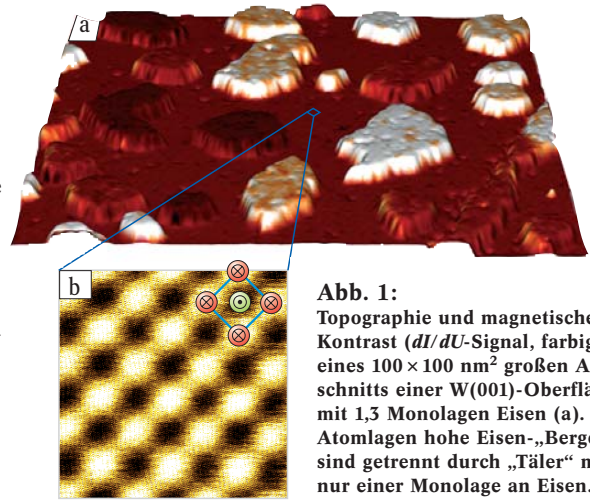 a
b
Abb. 1:
Topographie und magnetische
Kontrast (dI/dU-Signal, farbig
eines 100 × 100 nm² großen A
schnitts einer W(001)-Oberflä
mit 1,3 Monolagen Eisen (a).
Atomlagen hohe Eisen-„Berge
sind getrennt durch „Täler“ m
nur einer Monolage an Eisen.